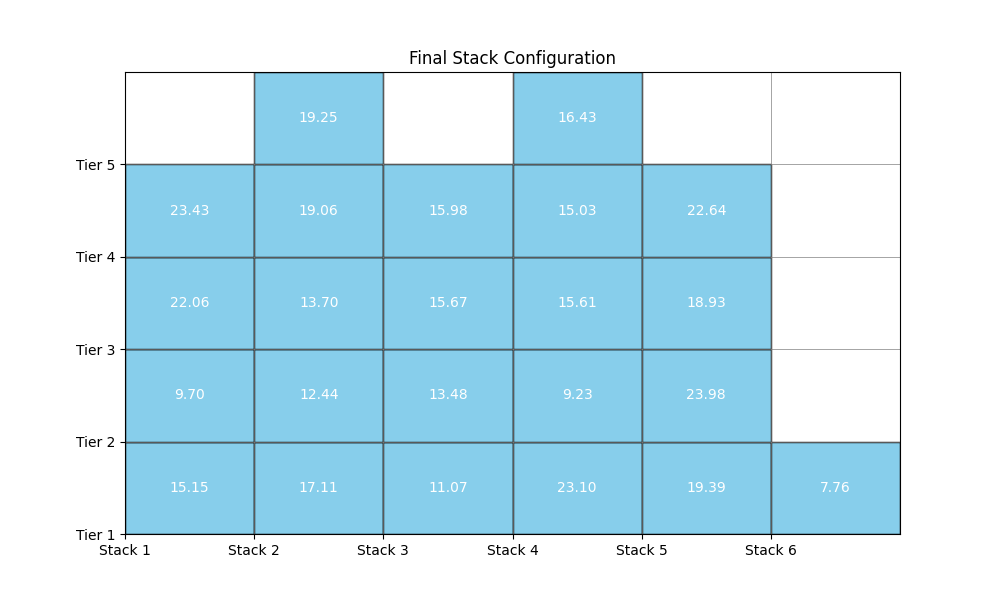 Final Stack Configuration
19.25 16.43
Tier 5
23.43 19.06 15.98 15.03 22.64
Tier 4
22.06 13.70 15.67 15.61 18.93
Tier 3
9.70 12.44 13.48 9.23 23.98
Tier 2
15.15 17.11 11.07 23.10 19.39 7.76
Tier 1
Stack 1 Stack 2 Stack 3 Stack 4 Stack 5 Stack 6